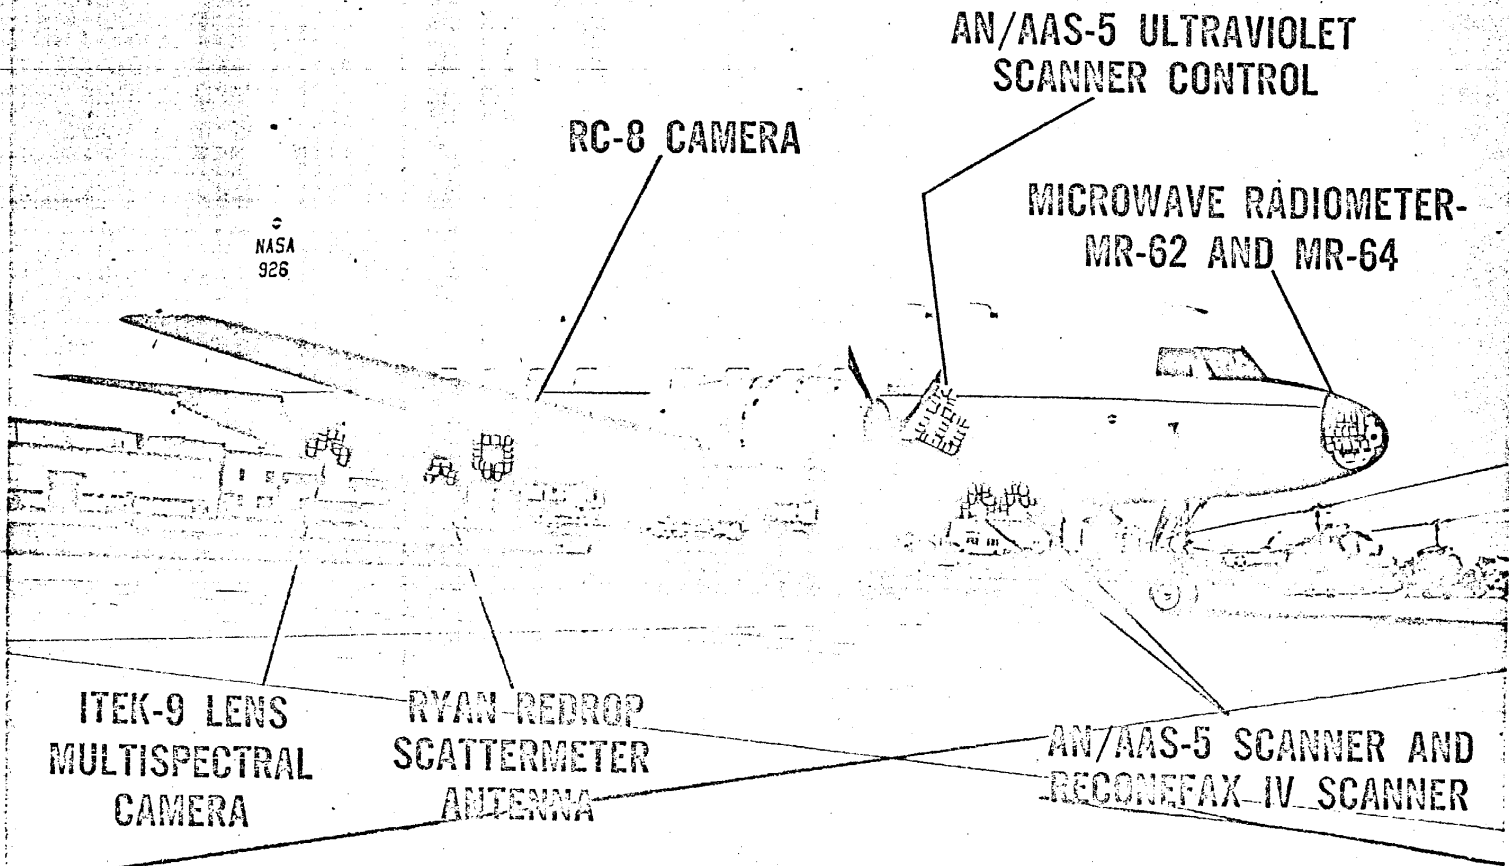 AN/AAS-5 ULTRAVIOLET
SCANNER CONTROL
RC-8 CAMERA
MICROWAVE RADIOMETER-
MR-62 AND MR-64
NASA
926
ITEK-9 LENS
MULTISPECTRAL
CAMERA
RYAN REDROP
SCATTERMETER
ANTENNA
AN/AAS-5 SCANNER AND
RECONEFAX IV SCANNER